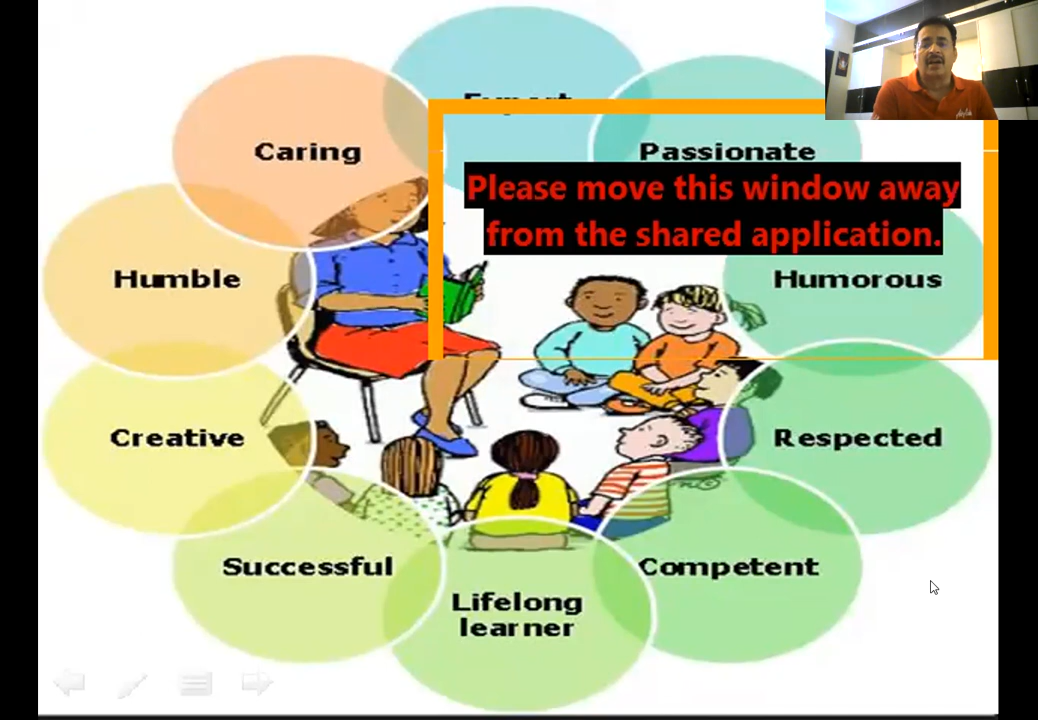 Caring
Passionate
Please move this window away
from the shared application.
Humble
Humorous
Creative
Respected
Successful
Competent
Lifelong
learner